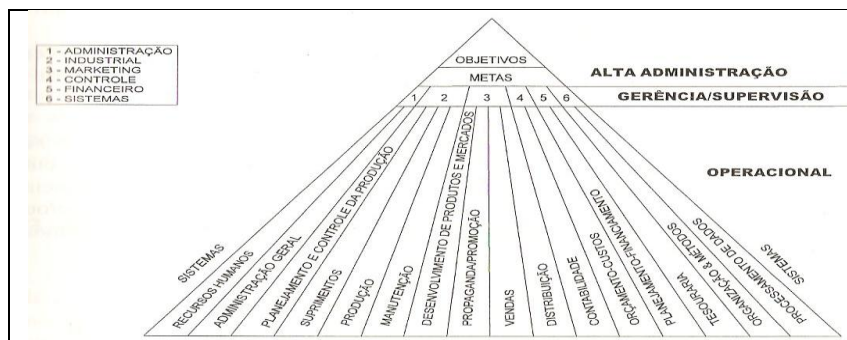 1 - ADMINISTRAÇÃO
2 - INDUSTRIAL
3 - MARKETING
4 - CONTROLE
5 - FINANCEIRO
6 - SISTEMAS
OBJETIVOS
METAS
ALTA ADMINISTRAÇÃO
1 2 3 4 5 6
GERÊNCIA/SUPERVISÃO
OPERACIONAL
SISTEMAS
RECURSOS HUMANOS
ADMINISTRAÇÃO GERAL
PLANEJAMENTO E CONTROLE DA PRODUÇÃO
SUPRIMENTOS
PRODUÇÃO
MANUTENÇÃO
DESENVOLVIMENTO DE PRODUTOS E MERCADOS
PROPAGANDA/PROMOÇÃO
VENDAS
DISTRIBUIÇÃO
CONTABILIDADE
ORÇAMENTO-CUSTOS
PLANEJAMENTO-FINANCIAMENTO
TESOURARIA
ORGANIZAÇÃO & MÉTODOS
PROCESSAMENTO DE DADOS
SISTEMAS